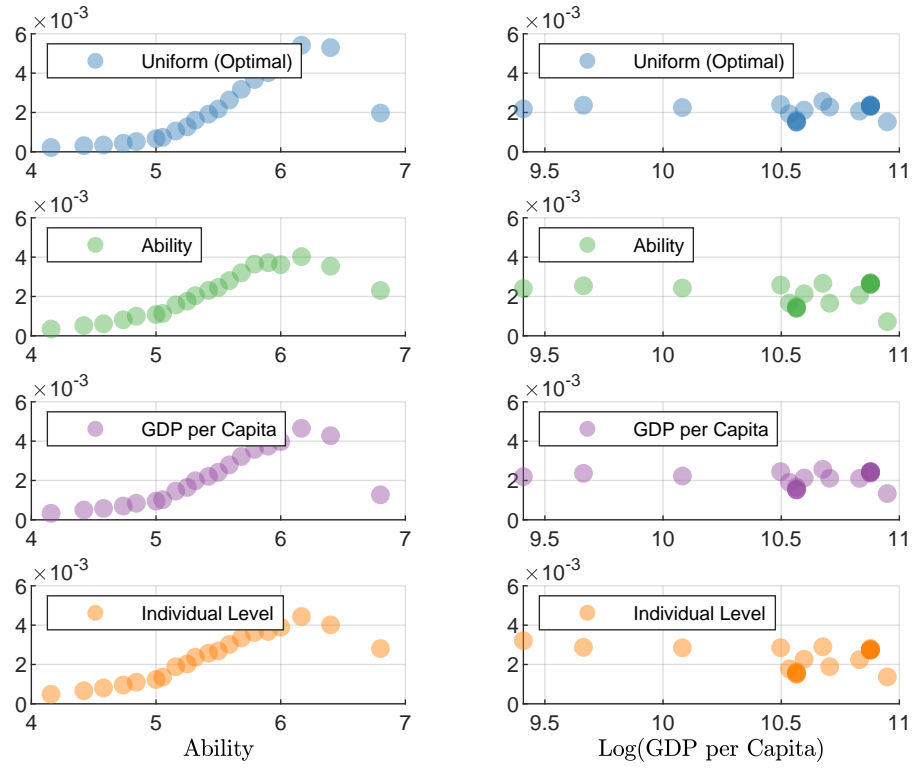 ×10⁻³ ×10⁻³
6 6
Uniform (Optimal) Uniform (Optimal)
4 4
2 2
0 0
4 5 6 7 9.5 10 10.5 11
×10⁻³ ×10⁻³
6 6
Ability Ability
4 4
2 2
0 0
4 5 6 7 9.5 10 10.5 11
×10⁻³ ×10⁻³
6 6
GDP per Capita GDP per Capita
4 4
2 2
0 0
4 5 6 7 9.5 10 10.5 11
×10⁻³ ×10⁻³
6 6
Individual Level Individual Level
4 4
2 2
0 0
4 5 6 7 9.5 10 10.5 11
Ability Log(GDP per Capita)